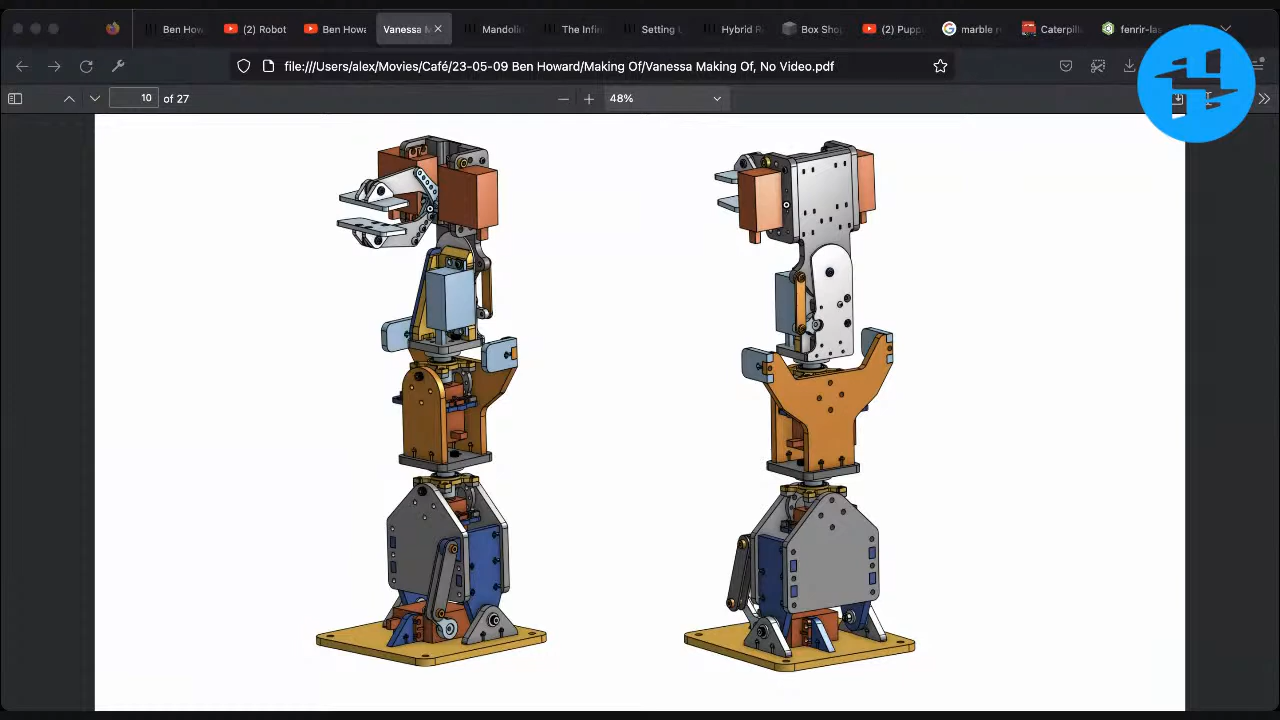 Ben How
(2) Robot
Ben Howa
Vanessa M
Mandolin
The Infin
Setting U
Hybrid R
Box Shop
(2) Pupp
marble r
Caterpill
fenrir-las
file:///Users/alex/Movies/Café/23-05-09 Ben Howard/Making Of/Vanessa Making Of, No Video.pdf
10 of 27
48%